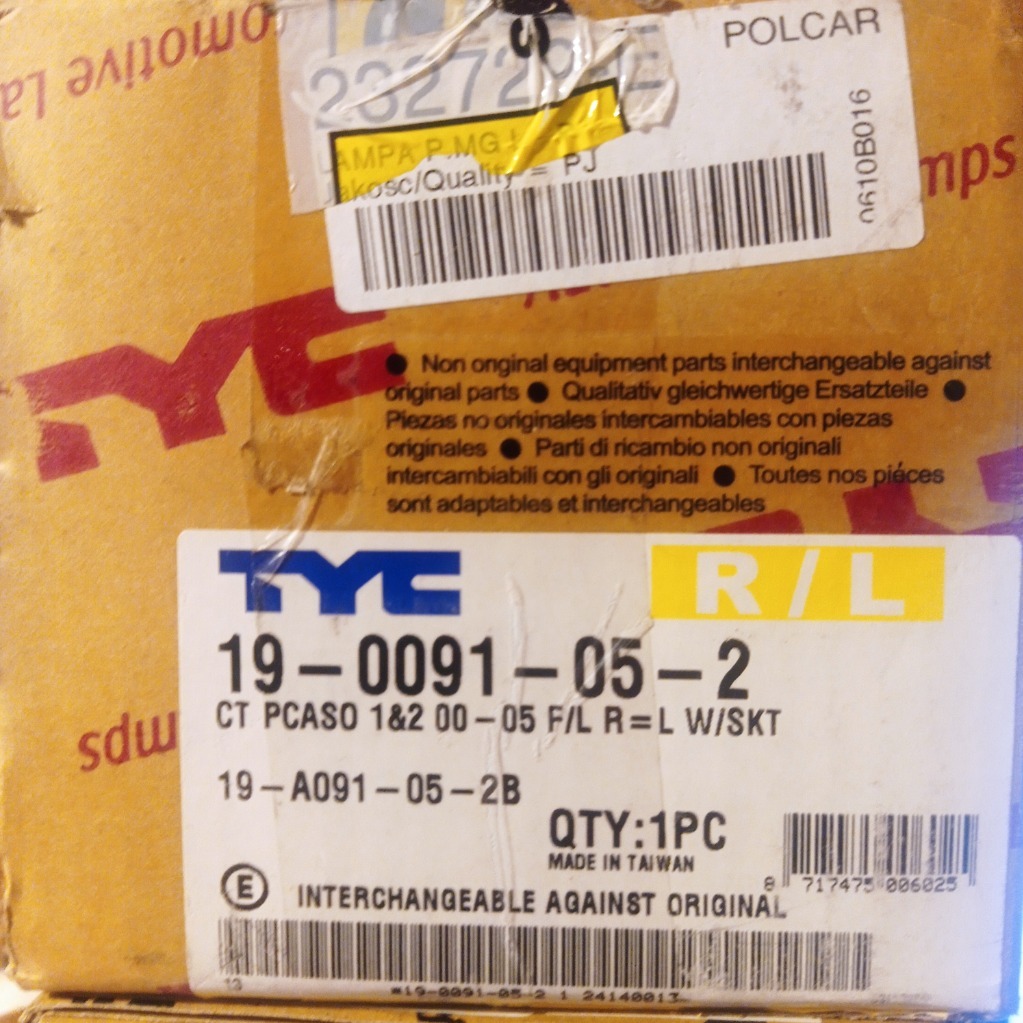 omotive La
POLCAR
LAMPA P.MG
Jakosc/Quality = PJ
0610B016
mps
TYC
● Non original equipment parts interchangeable against
original parts ● Qualitativ gleichwertige Ersatzteile ●
Piezas no originales intercambiables con piezas
originales ● Parti di ricambio non originali
intercambiabili con gli originali ● Toutes nos piéces
sont adaptables et interchangeables
TYC
R/L
19-0091-05-2
CT PCASO 1&2 00-05 F/L R=L W/SKT
mps
19-A091-05-2B
QTY:1PC
MADE IN TAIWAN
8 717475 006025
E INTERCHANGEABLE AGAINST ORIGINAL
13
*19-0091-05-2 1 24140013